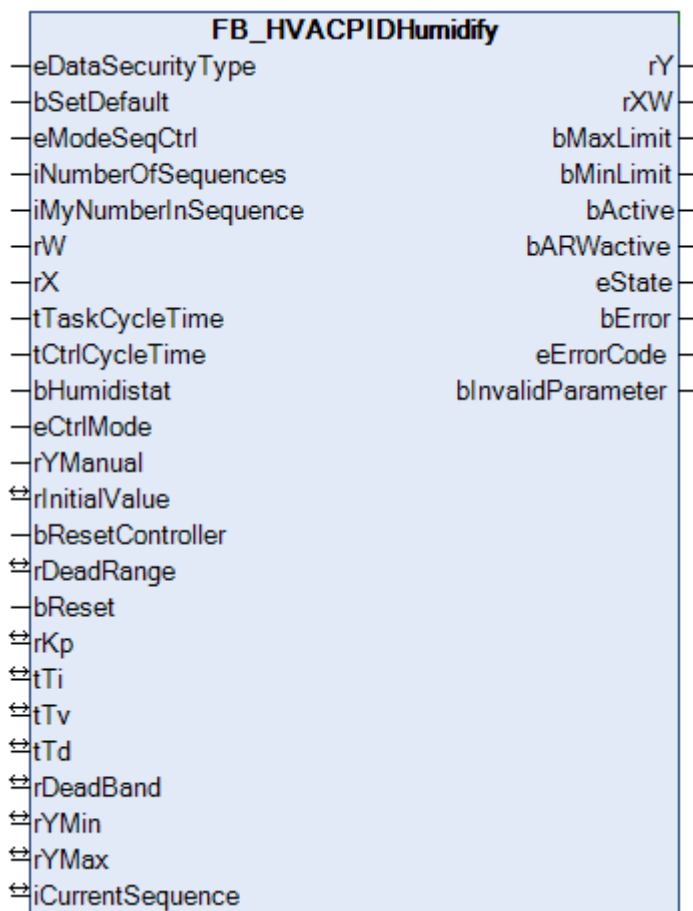 FB_HVACPIDHumidify
eDataSecurityType rY
bSetDefault rXW
eModeSeqCtrl bMaxLimit
iNumberOfSequences bMinLimit
iMyNumberInSequence bActive
rW bARWactive
rX eState
tTaskCycleTime bError
tCtrlCycleTime eErrorCode
bHumidistat bInvalidParameter
eCtrlMode
rYManual
rInitialValue
bResetController
rDeadRange
bReset
rKp
tTi
tTv
tTd
rDeadBand
rYMin
rYMax
iCurrentSequence